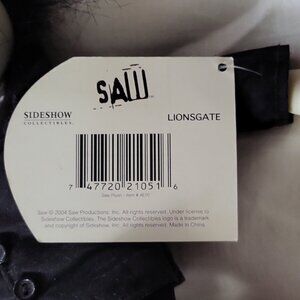 SAW
SIDESHOW
COLLECTIBLES
LIONSGATE
7 47720 21051 6
Saw © 2004 Saw Productions, Inc. All rights reserved. Under license to
Sideshow Collectibles. The Sideshow Collectibles logo is a trademark
and copyright of Sideshow, Inc. All rights reserved.
Made in China.